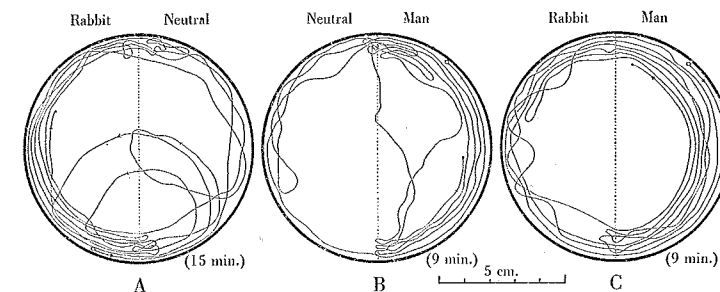 Rabbit Neutral Neutral Man Rabbit Man
(15 min.) (9 min.) (9 min.)
5 cm.
A B C